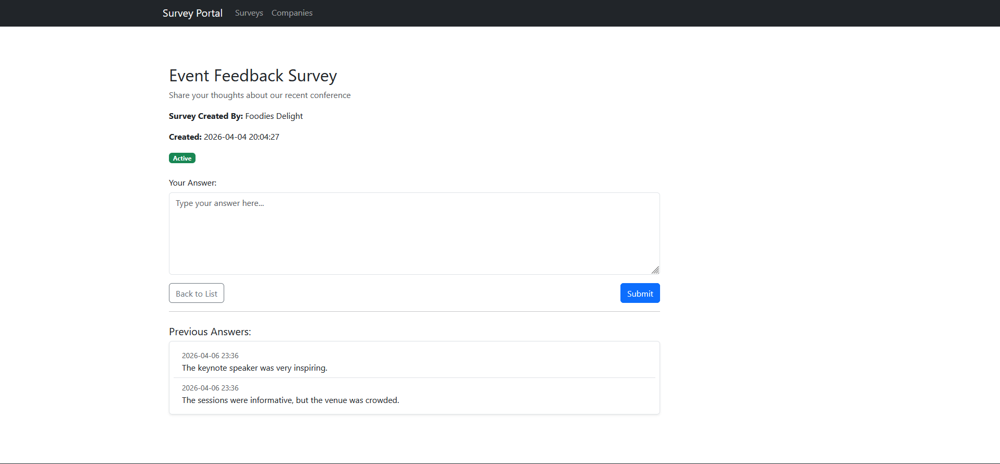 Survey Portal Surveys Companies
Event Feedback Survey
Share your thoughts about our recent conference
Survey Created By: Foodies Delight
Created: 2026-04-04 20:04:27
Active
Your Answer:
Type your answer here...
Back to List Submit
Previous Answers:
2026-04-06 23:36
The keynote speaker was very inspiring.
2026-04-06 23:36
The sessions were informative, but the venue was crowded.